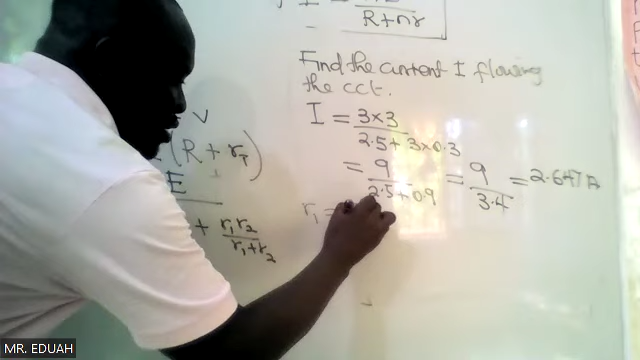 R+nr
Find the current I flowing
the cct.
I = 3×3
2.5+3×0.3
= 9 = 9 = 2.647A
2.5+0.9 3.4
r₁ =
V
(R + r_T)
E
+ r₁r₂
r₁+r₂
MR. EDUAH